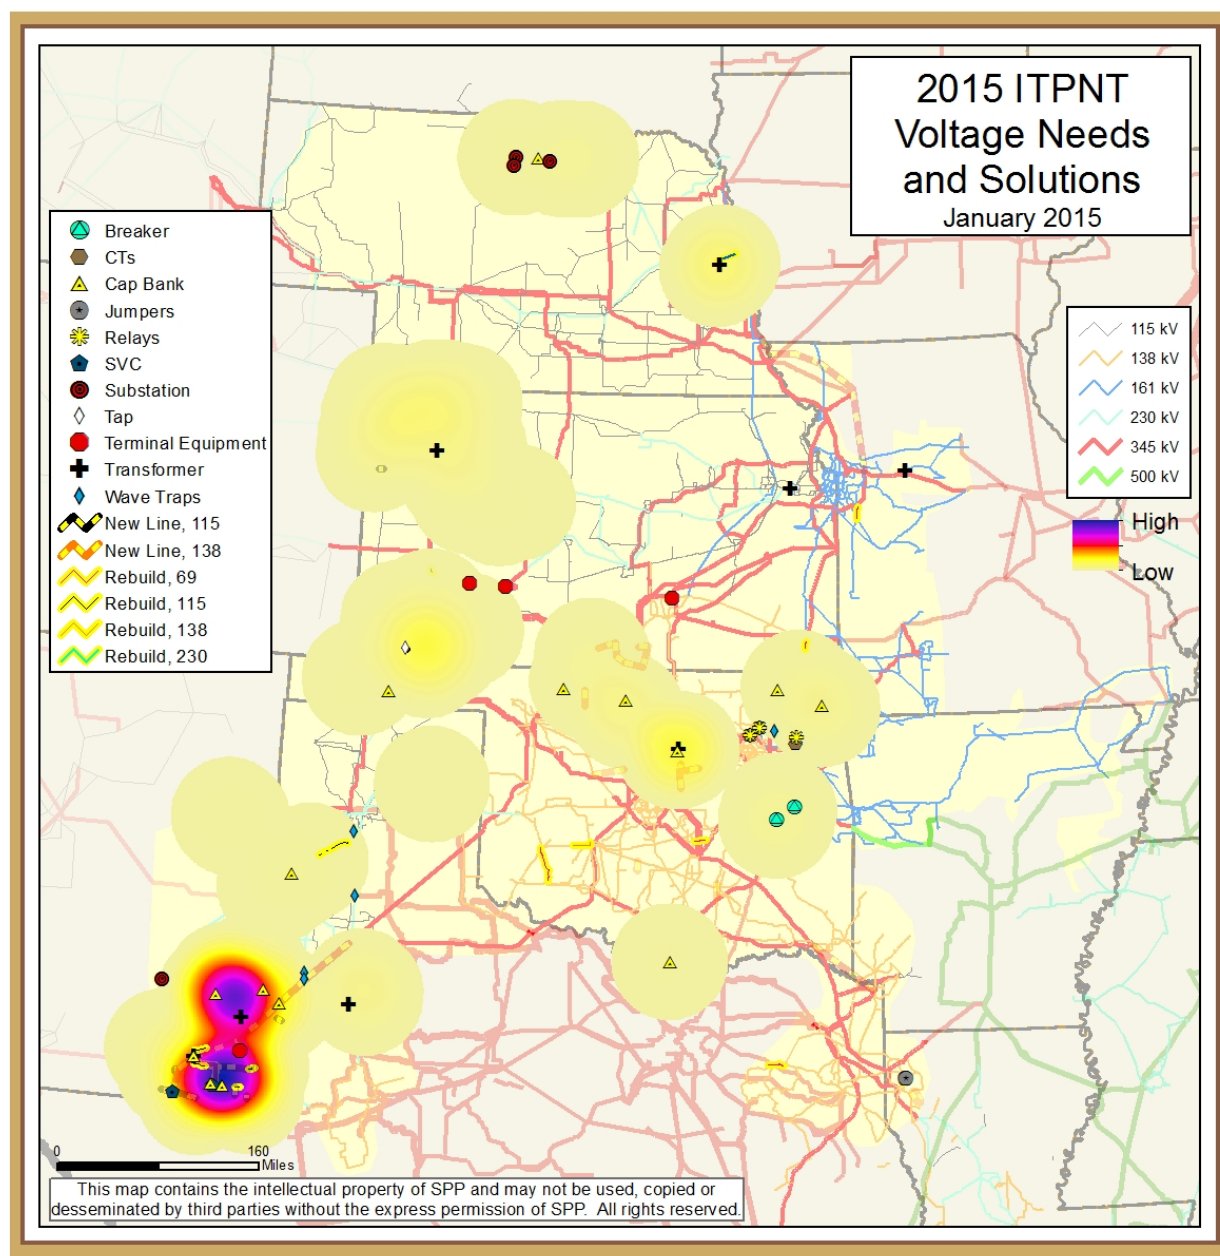 2015 ITPNT
Voltage Needs
and Solutions
January 2015
Breaker
CTs
Cap Bank
Jumpers
Relays
SVC
Substation
Tap
Terminal Equipment
Transformer
Wave Traps
New Line, 115
New Line, 138
Rebuild, 69
Rebuild, 115
Rebuild, 138
Rebuild, 230
115 kV
138 kV
161 kV
230 kV
345 kV
500 kV
High
Low
0 160
Miles
This map contains the intellectual property of SPP and may not be used, copied or
desseminated by third parties without the express permission of SPP. All rights reserved.